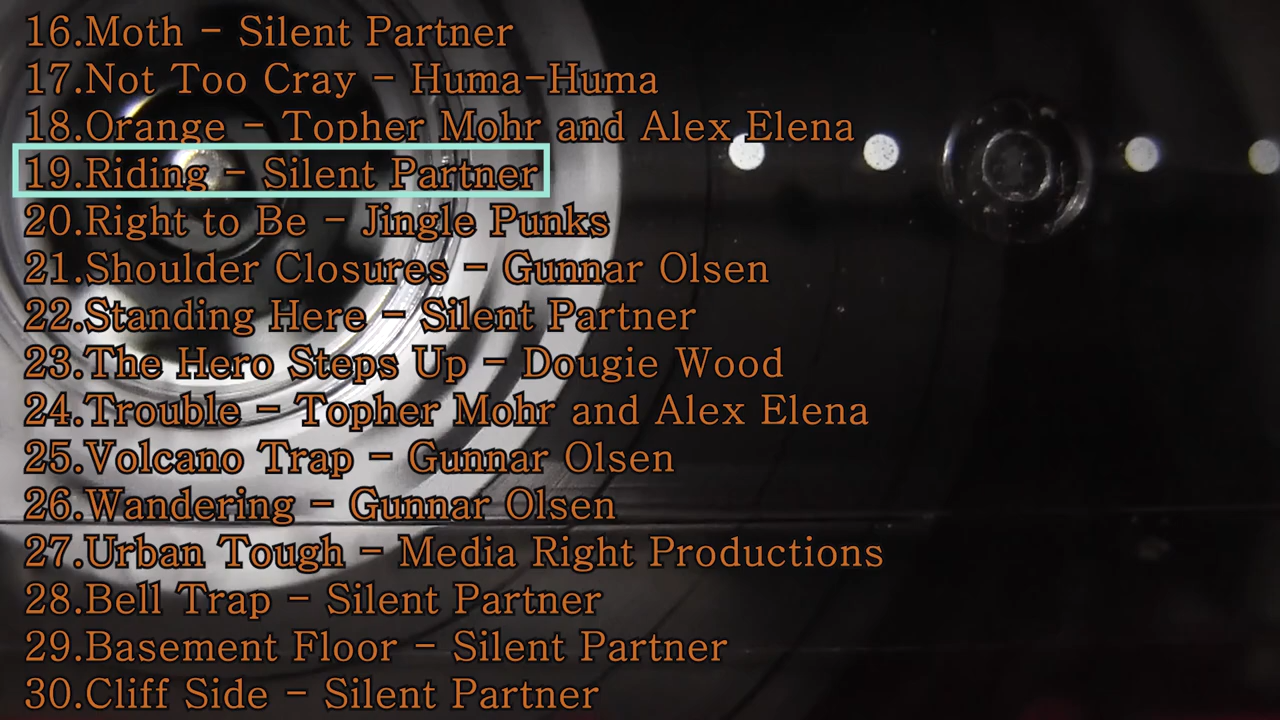 16.Moth - Silent Partner
17.Not Too Cray - Huma-Huma
18.Orange - Topher Mohr and Alex Elena
19.Riding - Silent Partner
20.Right to Be - Jingle Punks
21.Shoulder Closures - Gunnar Olsen
22.Standing Here - Silent Partner
23.The Hero Steps Up - Dougie Wood
24.Trouble - Topher Mohr and Alex Elena
25.Volcano Trap - Gunnar Olsen
26.Wandering - Gunnar Olsen
27.Urban Tough - Media Right Productions
28.Bell Trap - Silent Partner
29.Basement Floor - Silent Partner
30.Cliff Side - Silent Partner